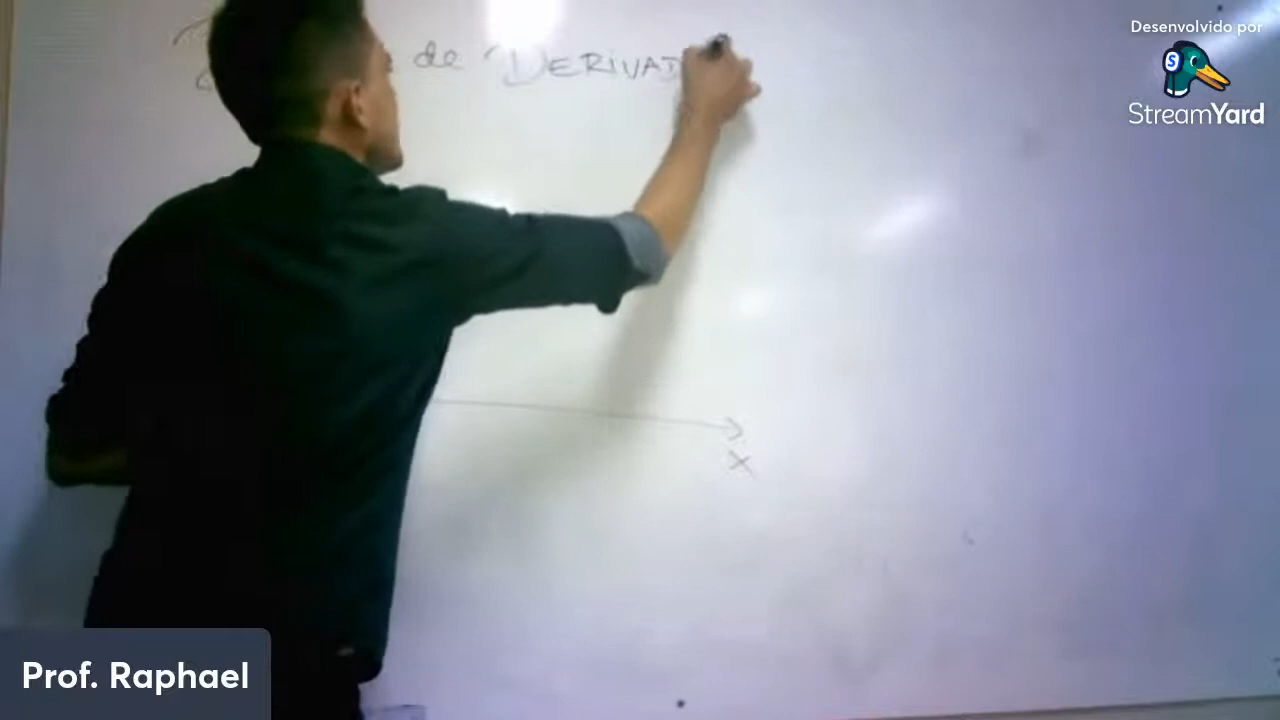 Desenvolvido por
StreamYard
de DERIVAD
X
Prof. Raphael